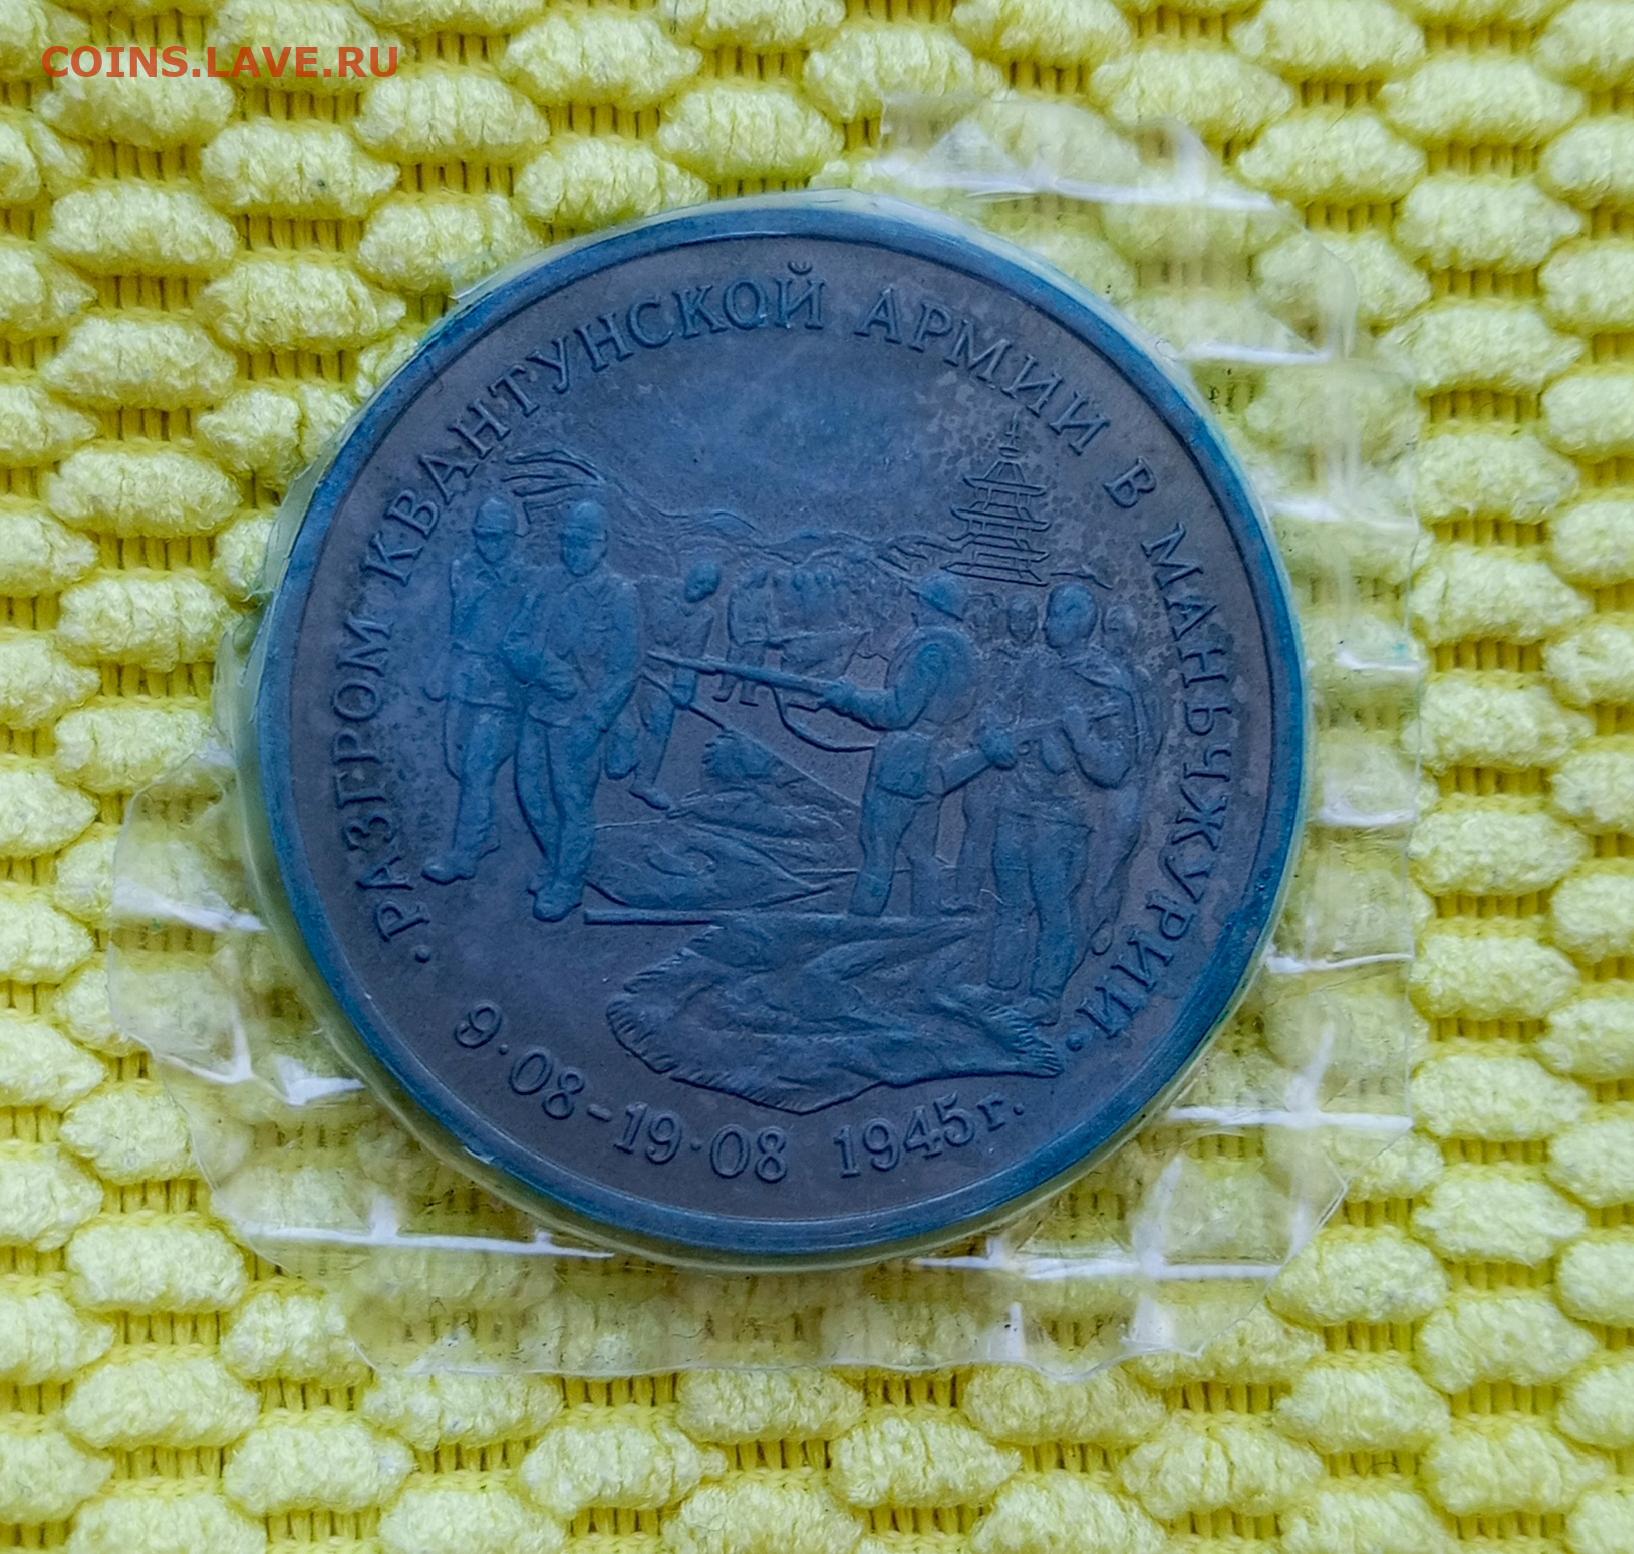 COINS.LAVE.RU
·РАЗГРОМ КВАНТУНСКОЙ АРМИИ В МАНЬЧЖУРИИ·
9·08–19·08 1945г.